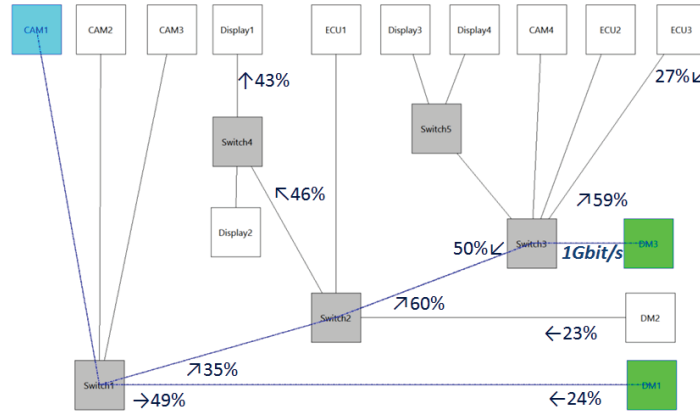 CAM1 CAM2 CAM3 Display1 ECU1 Display3 Display4 CAM4 ECU2 ECU3
↑43% 27%↙
Switch5
Switch4
↖46% ↗59%
Display2 50%↙ Switch3 1Gbit/s DM3
↗60%
Switch2 DM2
←23%
↗35%
Switch1 DM1
→49% ←24%